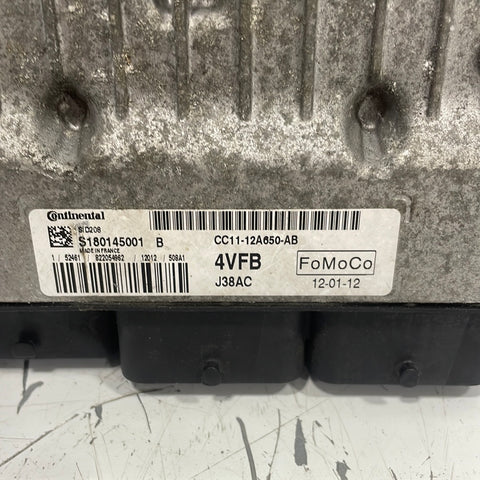 Continental
SID208
S180145001 B
MADE IN FRANCE
1 / 52461 / 822054862 / 12012 / 508A1
CC11-12A650-AB
4VFB
J38AC
FoMoCo
12-01-12